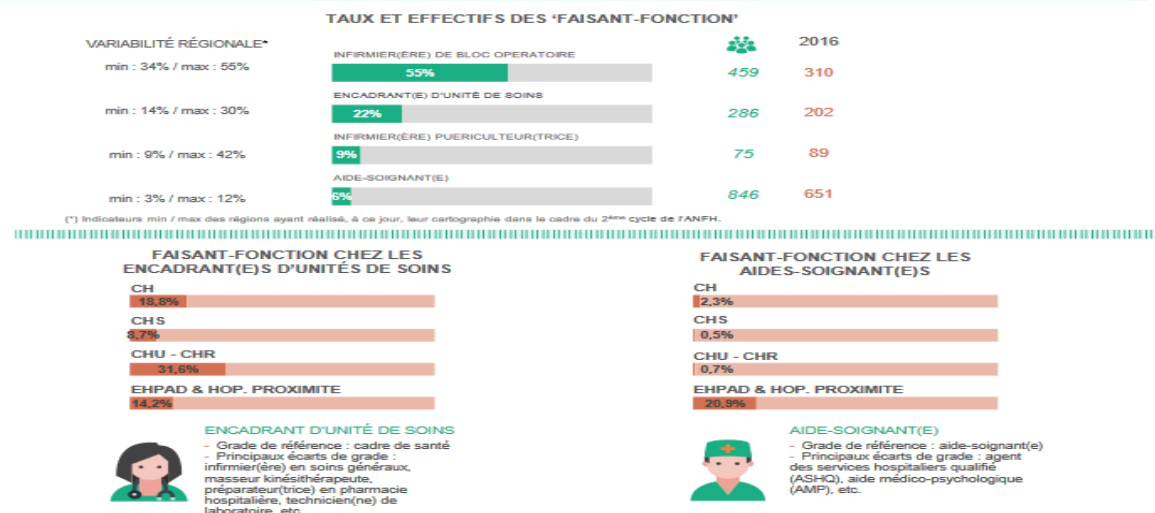 TAUX ET EFFECTIFS DES ‘FAISANT-FONCTION’
VARIABILITÉ RÉGIONALE*
2016
INFIRMIER(ÈRE) DE BLOC OPERATOIRE
min : 34% / max : 55%
55%
459
310
ENCADRANT(E) D'UNITÉ DE SOINS
min : 14% / max : 30%
22%
286
202
INFIRMIER(ÈRE) PUERICULTEUR(TRICE)
min : 9% / max : 42%
9%
75
89
AIDE-SOIGNANT(E)
min : 3% / max : 12%
6%
846
651
(*) Indicateurs min / max des régions ayant réalisé, à ce jour, leur cartographie dans le cadre du 2ème cycle de l'ANFH.
FAISANT-FONCTION CHEZ LES
ENCADRANT(E)S D'UNITÉS DE SOINS
CH
18,8%
CHS
8,7%
CHU - CHR
31,6%
EHPAD & HOP. PROXIMITE
14,2%
ENCADRANT D'UNITÉ DE SOINS
- Grade de référence : cadre de santé
- Principaux écarts de grade :
infirmier(ère) en soins généraux,
masseur kinésithérapute,
préparateur(trice) en pharmacie
hospitalière, technicien(ne) de
laboratoire, etc.
FAISANT-FONCTION CHEZ LES
AIDES-SOIGNANT(E)S
CH
2,3%
CHS
0,5%
CHU - CHR
0,7%
EHPAD & HOP. PROXIMITE
20,9%
AIDE-SOIGNANT(E)
- Grade de référence : aide-soignant(e)
- Principaux écarts de grade : agent
des services hospitaliers qualifié
(ASHQ), aide médico-psychologique
(AMP), etc.